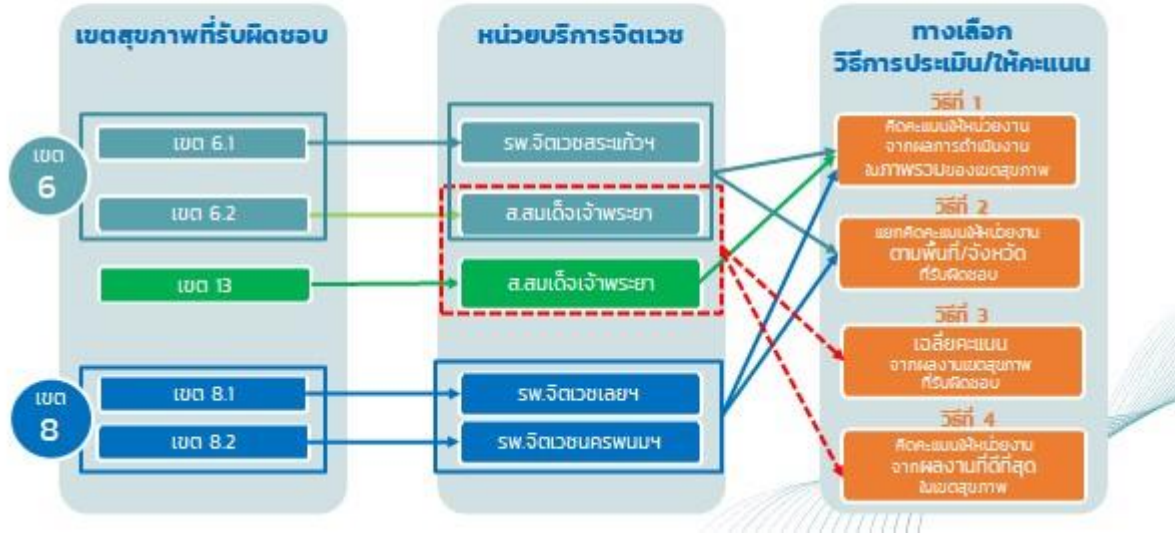 เขตสุขภาพที่รับผิดชอบ
หน่วยบริการจิตเวช
ทางเลือก
วิธีการประเมิน/ให้คะแนน
เขต
6
เขต 6.1
เขต 6.2
เขต 13
เขต
8
เขต 8.1
เขต 8.2
รพ.จิตเวชสระแก้วฯ
ส.สมเด็จเจ้าพระยา
ส.สมเด็จเจ้าพระยา
รพ.จิตเวชเลยฯ
รพ.จิตเวชนครพนมฯ
วิธีที่ 1
คิดคะแนนให้หน่วยงาน
จากผลการดำเนินงาน
ในภาพรวมของเขตสุขภาพ
วิธีที่ 2
แยกคิดคะแนนให้หน่วยงาน
ตามพื้นที่/จังหวัด
ที่รับผิดชอบ
วิธีที่ 3
เฉลี่ยคะแนน
จากผลงานเขตสุขภาพ
ที่รับผิดชอบ
วิธีที่ 4
คิดคะแนนให้หน่วยงาน
จากผลงานที่ดีที่สุด
ในเขตสุขภาพ